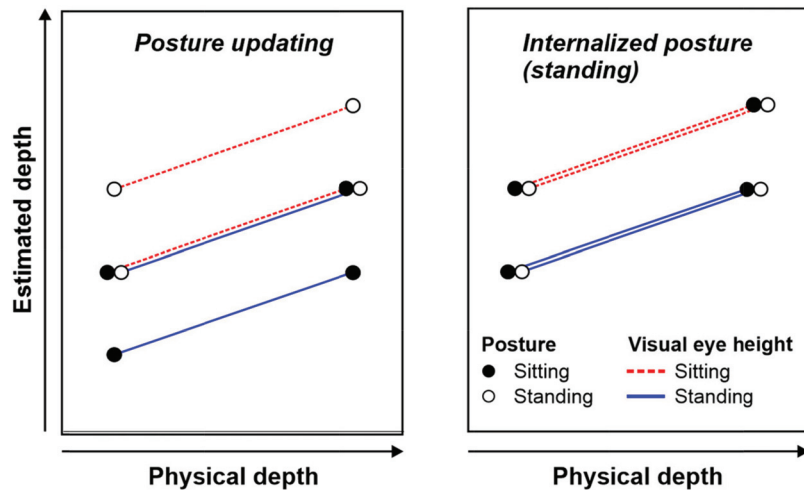 Posture updating
Internalized posture
(standing)
Estimated depth
Posture
Visual eye height
Sitting
Sitting
Standing
Standing
Physical depth
Physical depth